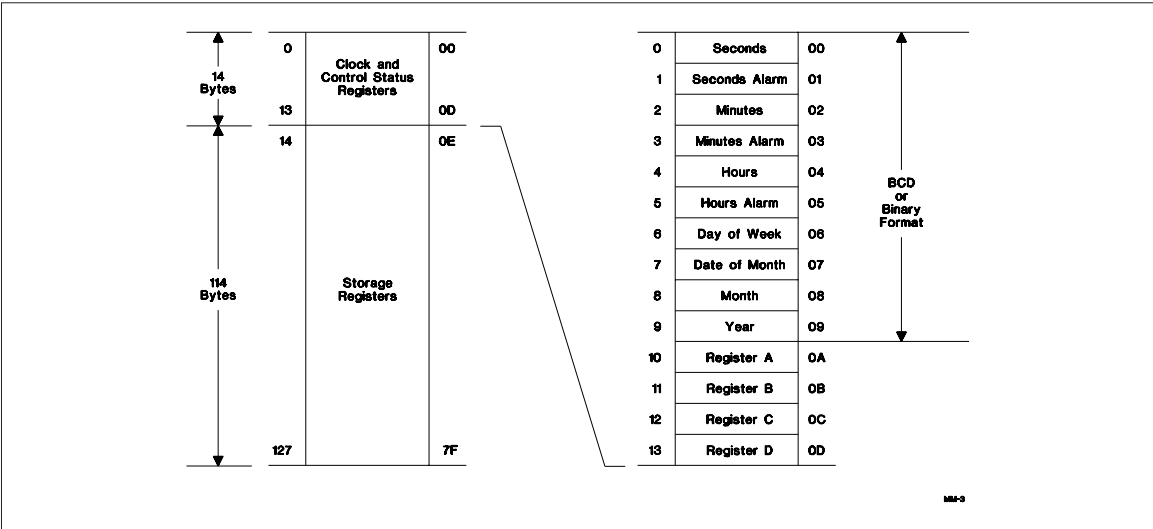 14
Bytes
0
Clock and
Control Status
Registers
00
13
0D
114
Bytes
14
0E
Storage
Registers
127
7F
0 Seconds 00
1 Seconds Alarm 01
2 Minutes 02
3 Minutes Alarm 03
4 Hours 04
5 Hours Alarm 05
6 Day of Week 06
7 Date of Month 07
8 Month 08
9 Year 09
10 Register A 0A
11 Register B 0B
12 Register C 0C
13 Register D 0D
BCD
or
Binary
Format
MM-3